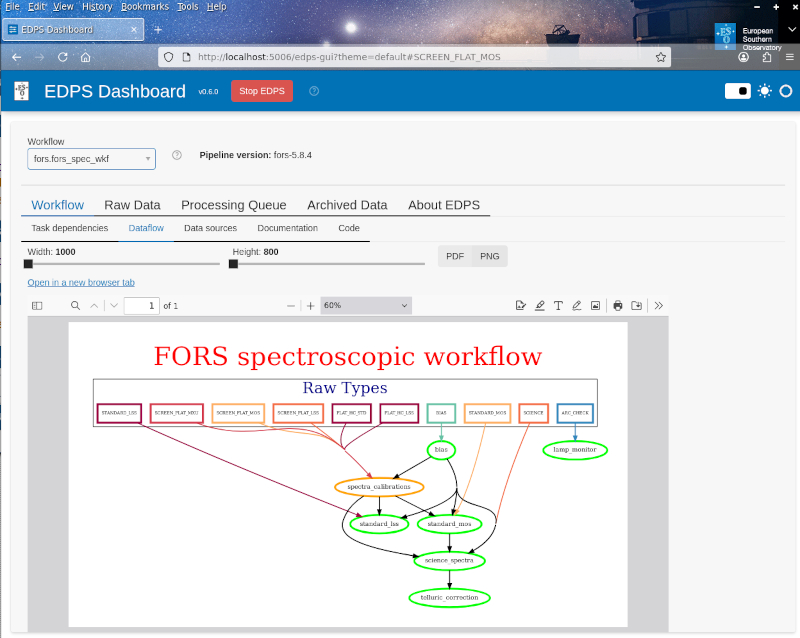 File Edit View History Bookmarks Tools Help
EDPS Dashboard
http://localhost:5006/edps-gui?theme=default#SCREEN_FLAT_MOS
European
Southern
Observatory
EDPS Dashboard v0.6.0 Stop EDPS
Workflow
fors.fors_spec_wkf
Pipeline version: fors-5.8.4
Workflow Raw Data Processing Queue Archived Data About EDPS
Task dependencies Dataflow Data sources Documentation Code
Width: 1000 Height: 800
PDF PNG
Open in a new browser tab
1 of 1 60%
FORS spectroscopic workflow
Raw Types
STANDARD_LSS SCREEN_FLAT_MXU SCREEN_FLAT_MOS SCREEN_FLAT_LSS BIAS STANDARD_MOS SCIENCE ARC_CHECK
bias lamp_monitor
spectra_calibrations
standard_lss standard_mos
science_spectra
telluric_correction